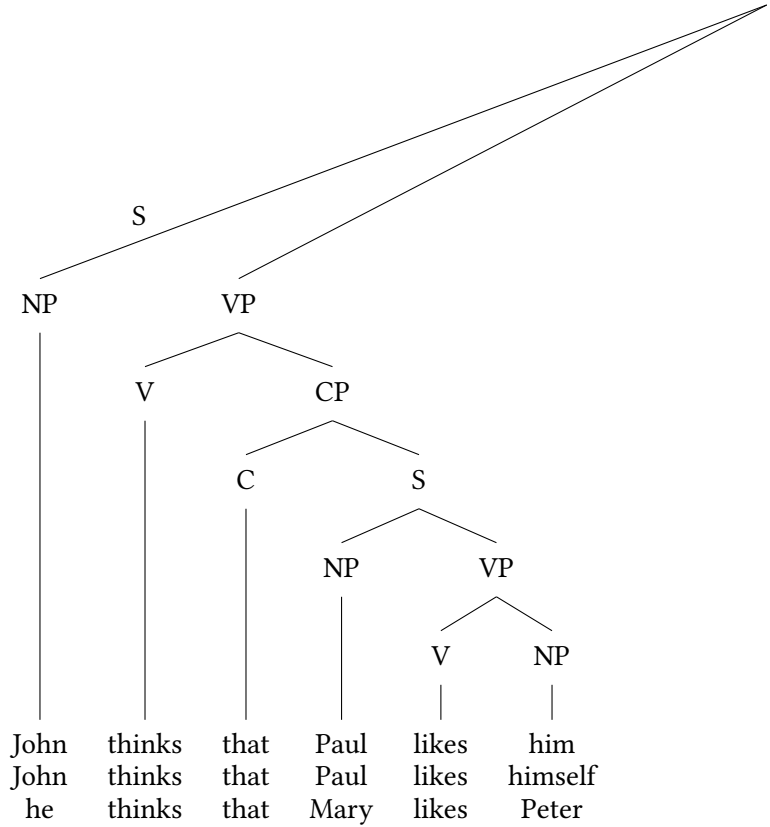 S
NP VP
V CP
C S
NP VP
V NP
John thinks that Paul likes him
John thinks that Paul likes himself
he thinks that Mary likes Peter